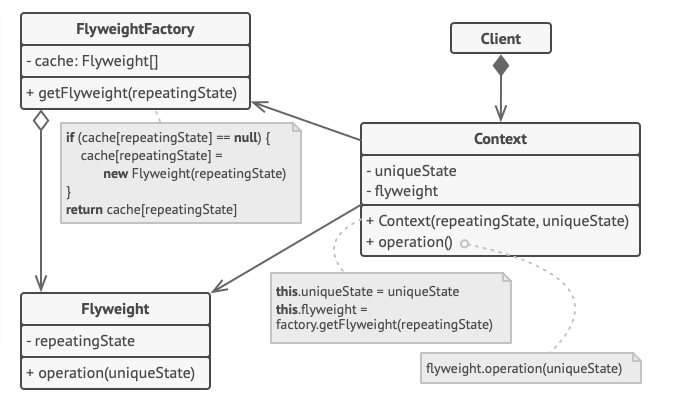 FlyweightFactory
- cache: Flyweight[]
+ getFlyweight(repeatingState)
if (cache[repeatingState] == null) {
cache[repeatingState] =
new Flyweight(repeatingState)
}
return cache[repeatingState]
Client
Context
- uniqueState
- flyweight
+ Context(repeatingState, uniqueState)
+ operation()
this.uniqueState = uniqueState
this.flyweight =
factory.getFlyweight(repeatingState)
flyweight.operation(uniqueState)
Flyweight
- repeatingState
+ operation(uniqueState)